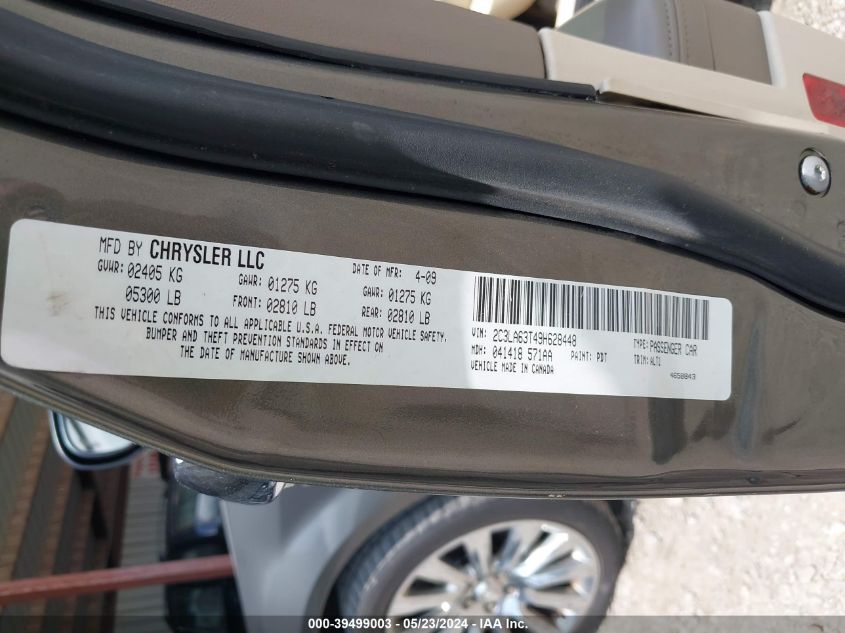 MFD BY CHRYSLER LLC DATE OF MFR: 4-09
GVWR: 02405 KG GAWR: 01275 KG GAWR: 01275 KG
05300 LB FRONT: 02810 LB REAR: 02810 LB
THIS VEHICLE CONFORMS TO ALL APPLICABLE U.S.A. FEDERAL MOTOR VEHICLE SAFETY,
BUMPER AND THEFT PREVENTION STANDARDS IN EFFECT ON
THE DATE OF MANUFACTURE SHOWN ABOVE.
VIN: 2C3LA63T49H628448 TYPE: PASSENGER CAR
MDH: 041418 571AA PAINT: PDT TRIM: ALT1
VEHICLE MADE IN CANADA 4658043
000-39499003 — 05/23/2024 — IAA Inc.